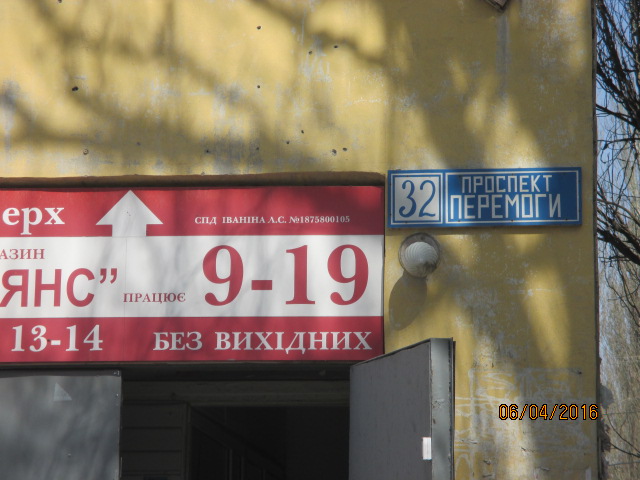 ерх
СПД ІВАНІНА Л.С. №1875800105
АЗИН
ЯНС” ПРАЦЮЄ 9-19
13-14 БЕЗ ВИХІДНИХ
32 ПРОСПЕКТ
ПЕРЕМОГИ
06/04/2016